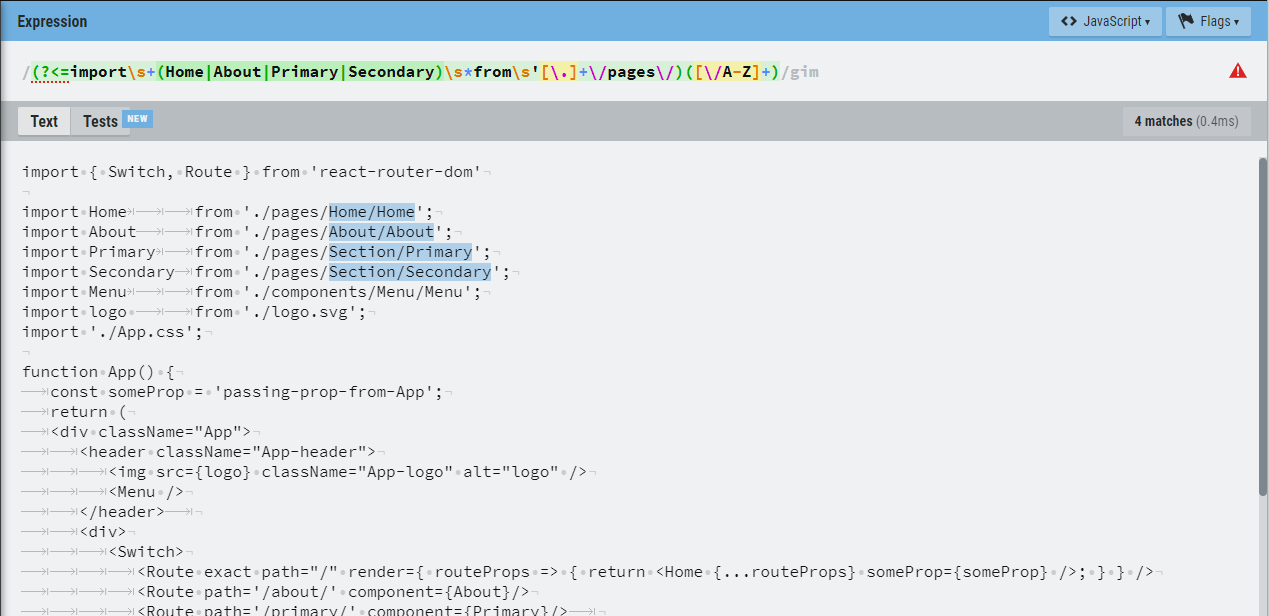 Expression
<> JavaScript ▾
Flags ▾
/(?<=import\s+(Home|About|Primary|Secondary)\s*from\s'[\.]+\/pages\/)([\/A-Z]+)/gim
Text
Tests NEW
4 matches (0.4ms)
import { Switch, Route } from 'react-router-dom'
import Home from './pages/Home/Home';
import About from './pages/About/About';
import Primary from './pages/Section/Primary';
import Secondary from './pages/Section/Secondary';
import Menu from './components/Menu/Menu';
import logo from './logo.svg';
import './App.css';
function App() {
const someProp = 'passing-prop-from-App';
return (
<div className="App">
<header className="App-header">
<img src={logo} className="App-logo" alt="logo" />
<Menu />
</header>
<div>
<Switch>
<Route exact path="/" render={ routeProps => { return <Home {...routeProps} someProp={someProp} />; } } />
<Route path='/about/' component={About}/>
<Route path='/primary/' component={Primary}/>